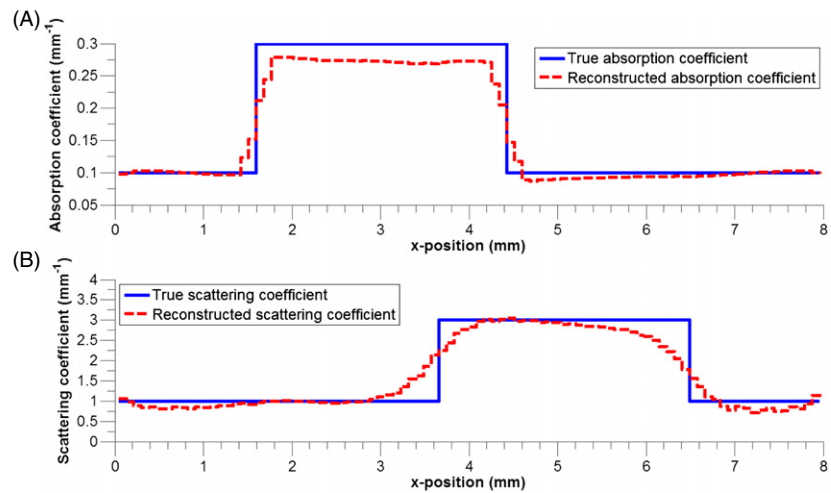 (A)
Absorption coefficient (mm⁻¹)
0.3
0.25
0.2
0.15
0.1
0.05
True absorption coefficient
Reconstructed absorption coefficient
0 1 2 3 4 5 6 7 8
x-position (mm)
(B)
Scattering coefficient (mm⁻¹)
4
3.5
3
2.5
2
1.5
1
0.5
0
True scattering coefficient
Reconstructed scattering coefficient
0 1 2 3 4 5 6 7 8
x-position (mm)